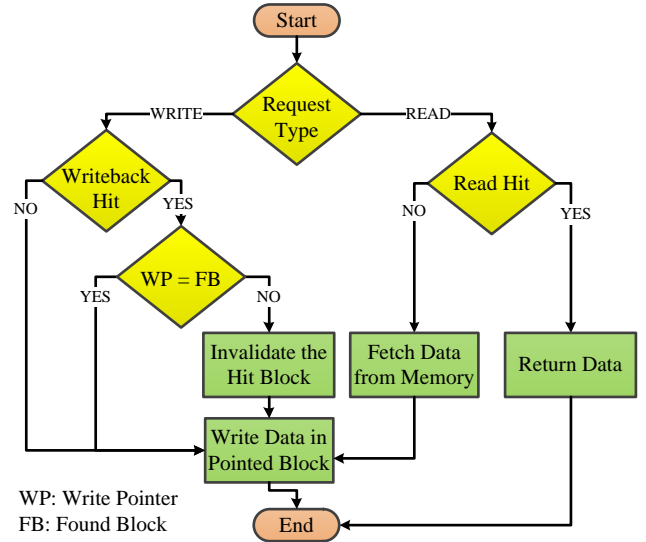 Start
Request
Type
WRITE
READ
Writeback
Hit
Read Hit
NO
YES
NO
YES
WP = FB
YES
NO
Invalidate the
Hit Block
Fetch Data
from Memory
Return Data
Write Data in
Pointed Block
WP: Write Pointer
FB: Found Block
End